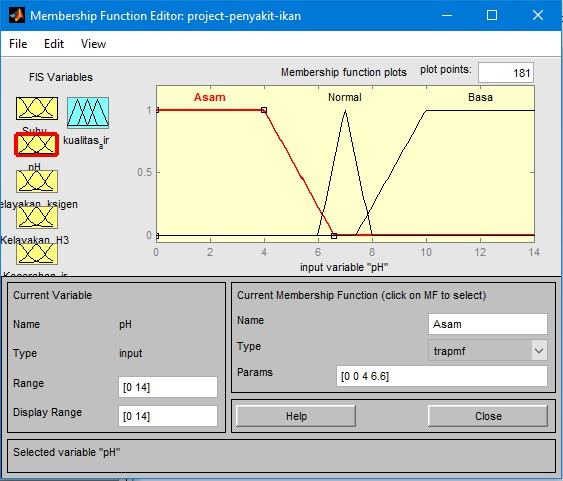 Membership Function Editor: project-penyakit-ikan
File Edit View
FIS Variables
Membership function plots
plot points:
181
Suhu
pH
elayakan_ksigen
Kelayakan_H3
kualitas_ir
a
Asam
Normal
Basa
1
0.5
0
0 2 4 6 8 10 12 14
input variable "pH"
Current Variable
Name pH
Type input
Range [0 14]
Display Range [0 14]
Current Membership Function (click on MF to select)
Name Asam
Type trapmf
Params [0 0 4 6.6]
Help Close
Selected variable "pH"